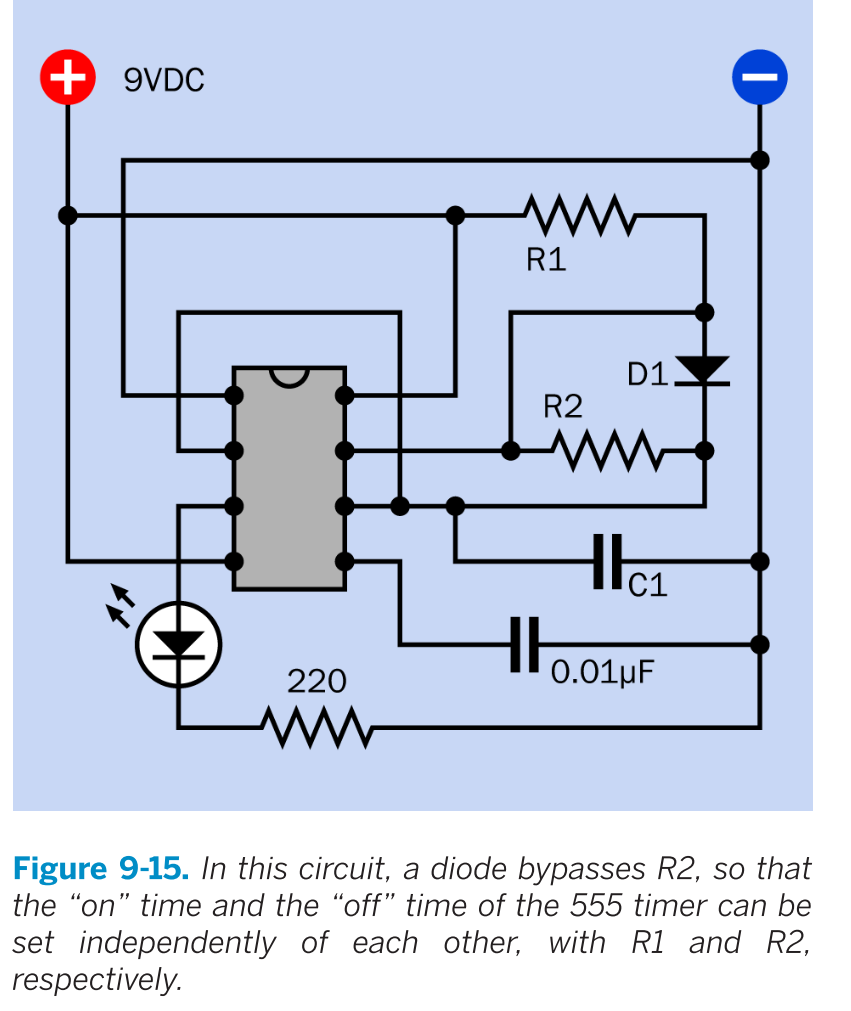 9VDC
R1
D1
R2
C1
0.01µF
220
Figure 9-15. In this circuit, a diode bypasses R2, so that
the “on” time and the “off” time of the 555 timer can be
set independently of each other, with R1 and R2,
respectively.